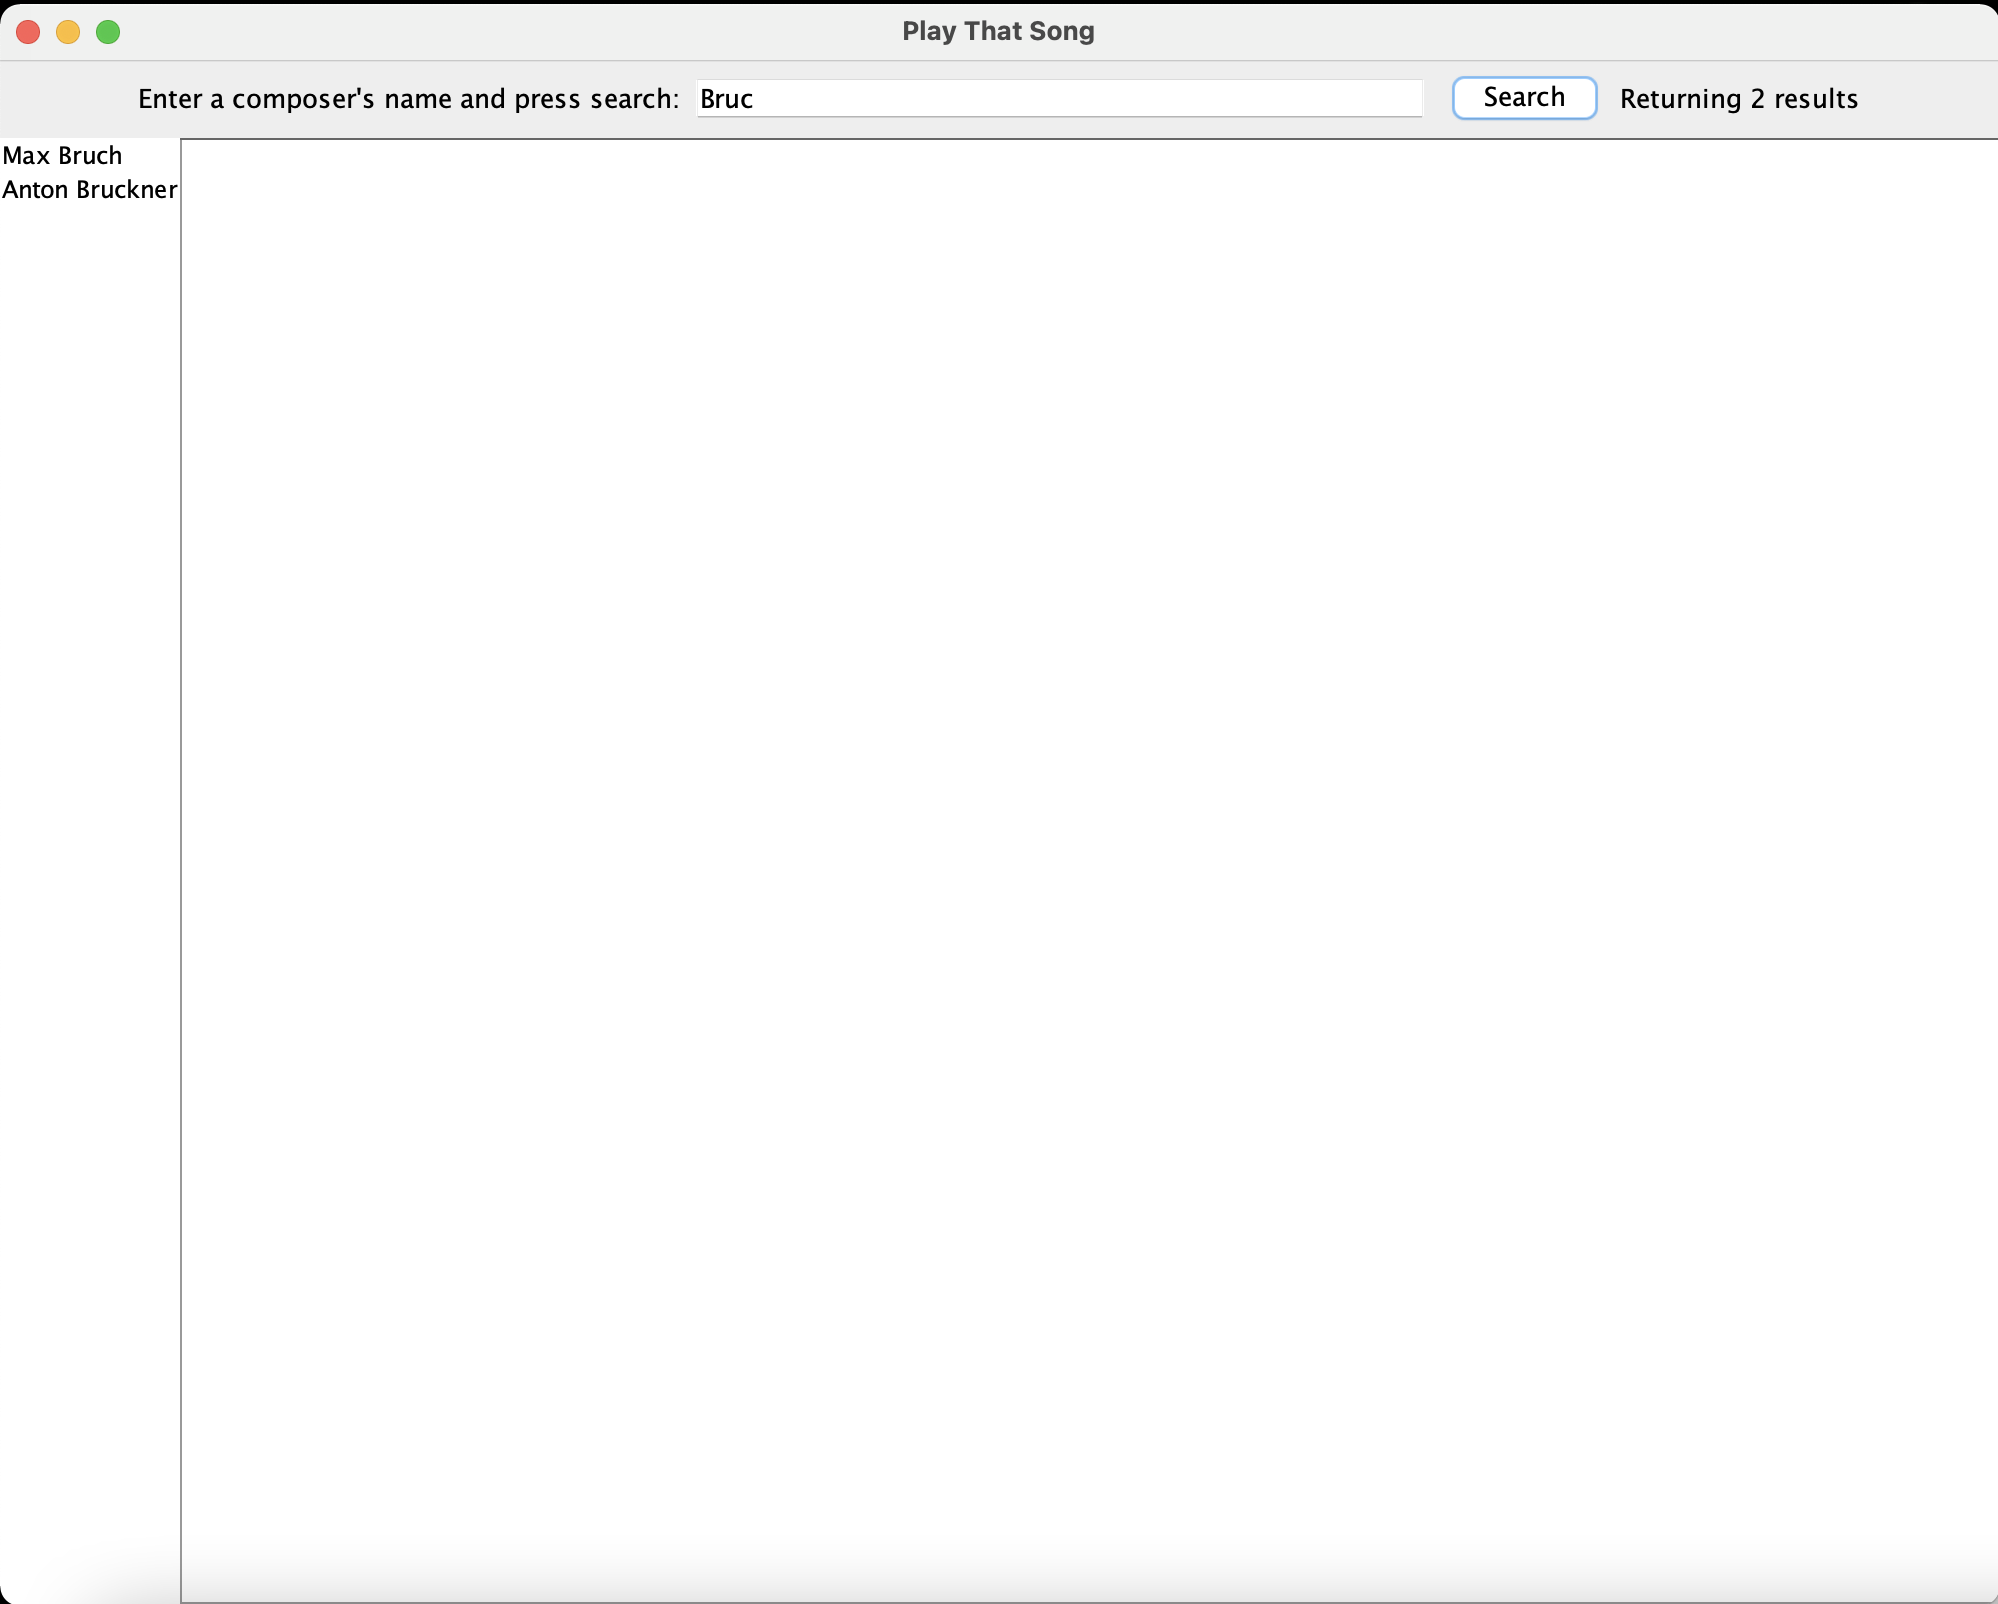 Play That Song
Enter a composer's name and press search: Bruc Search Returning 2 results
Max Bruch
Anton Bruckner